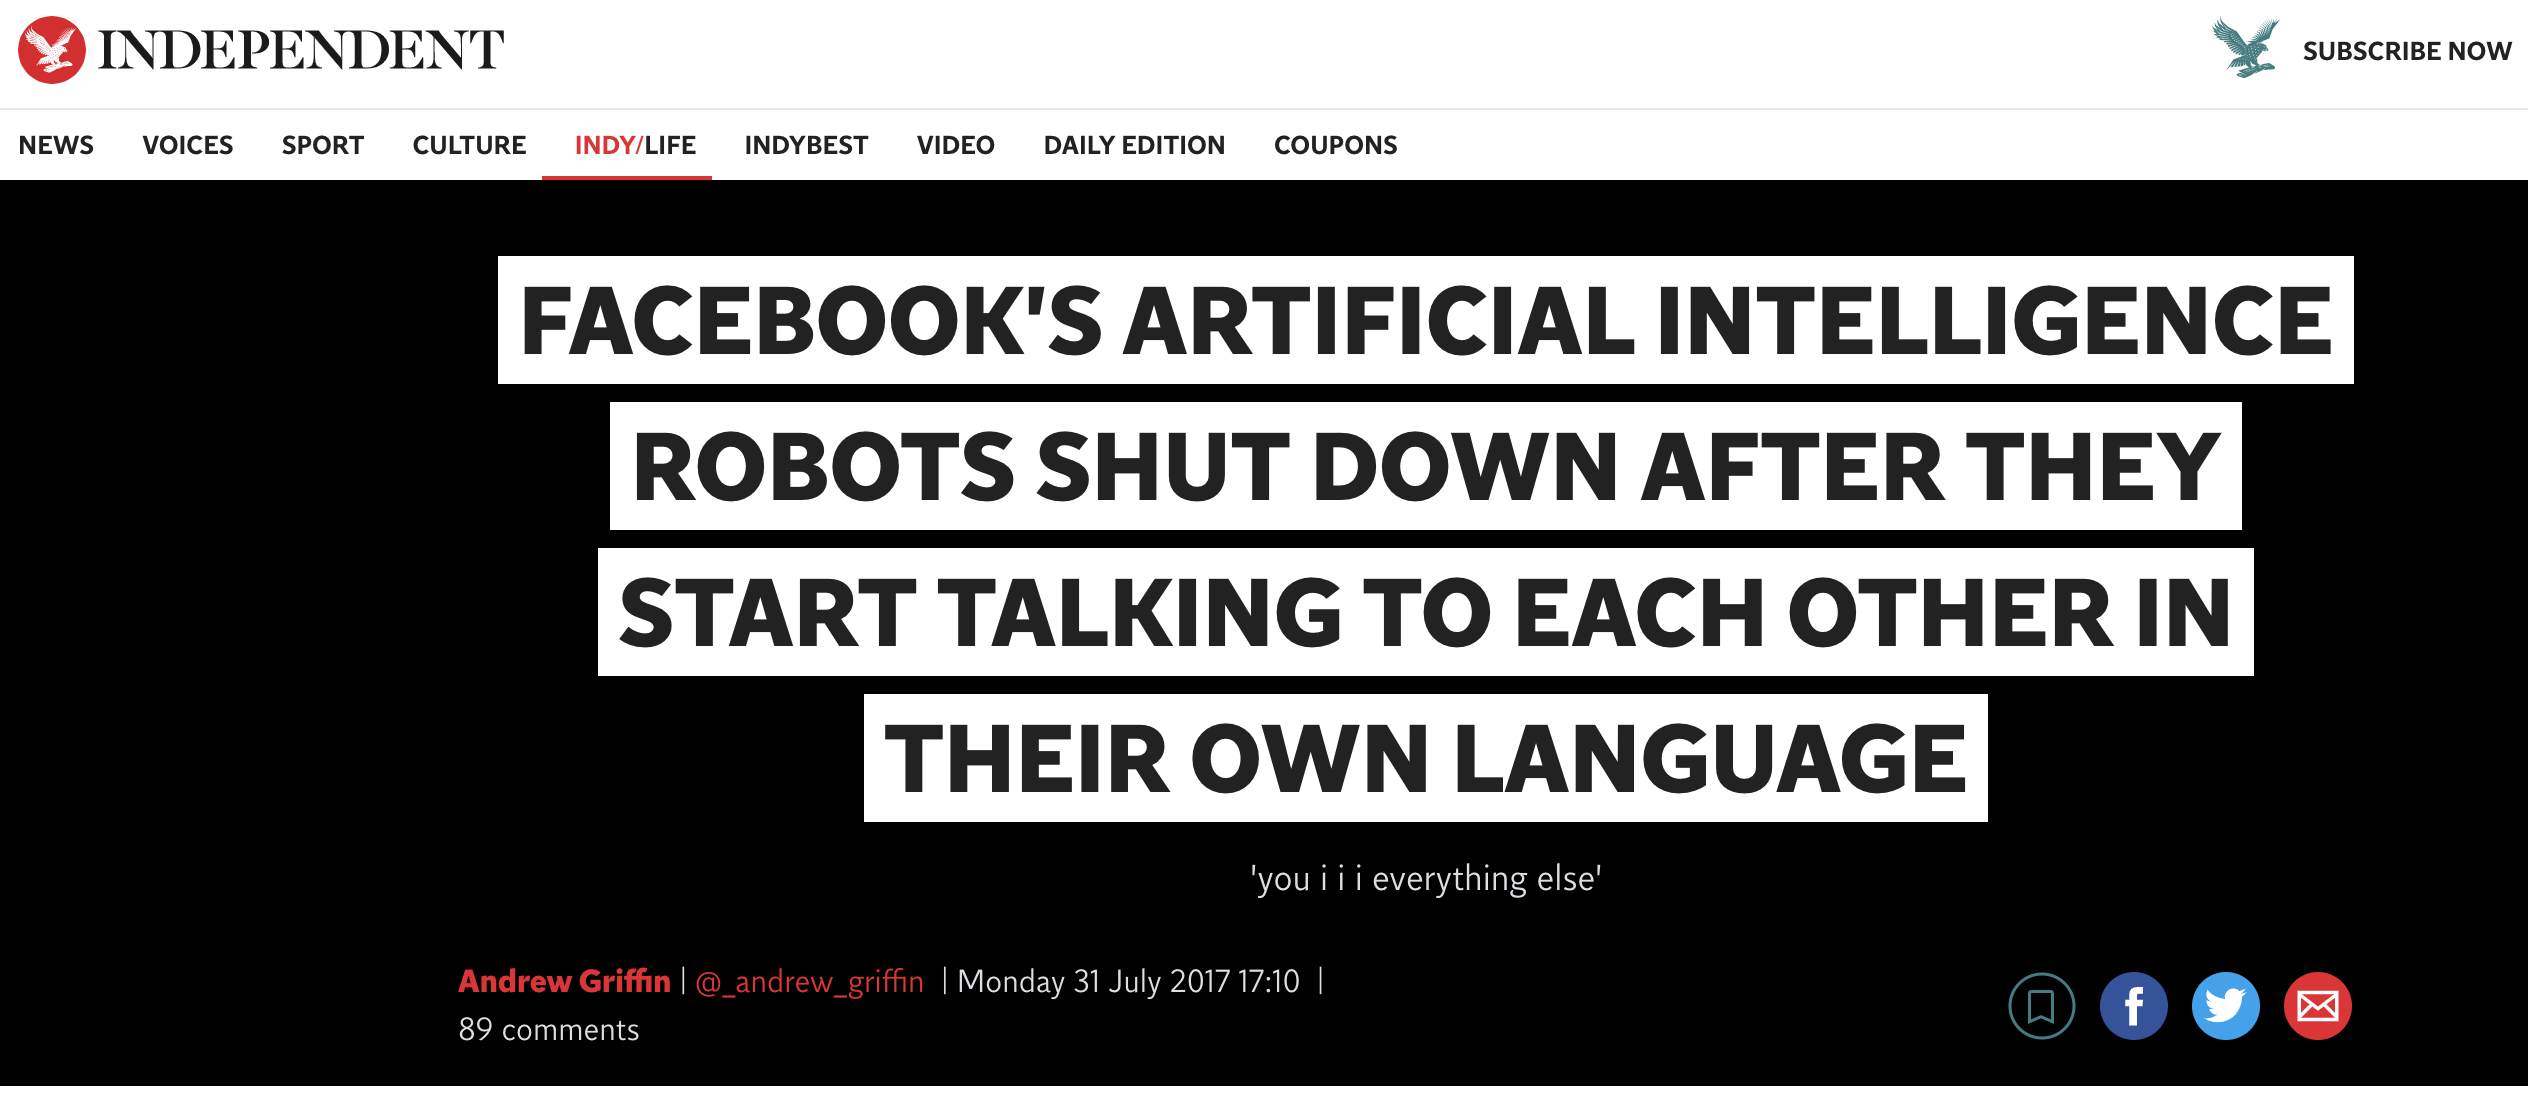 INDEPENDENT
SUBSCRIBE NOW
NEWS VOICES SPORT CULTURE INDY/LIFE INDYBEST VIDEO DAILY EDITION COUPONS
FACEBOOK'S ARTIFICIAL INTELLIGENCE
ROBOTS SHUT DOWN AFTER THEY
START TALKING TO EACH OTHER IN
THEIR OWN LANGUAGE
'you i i i everything else'
Andrew Griffin | @_andrew_griffin | Monday 31 July 2017 17:10 |
89 comments